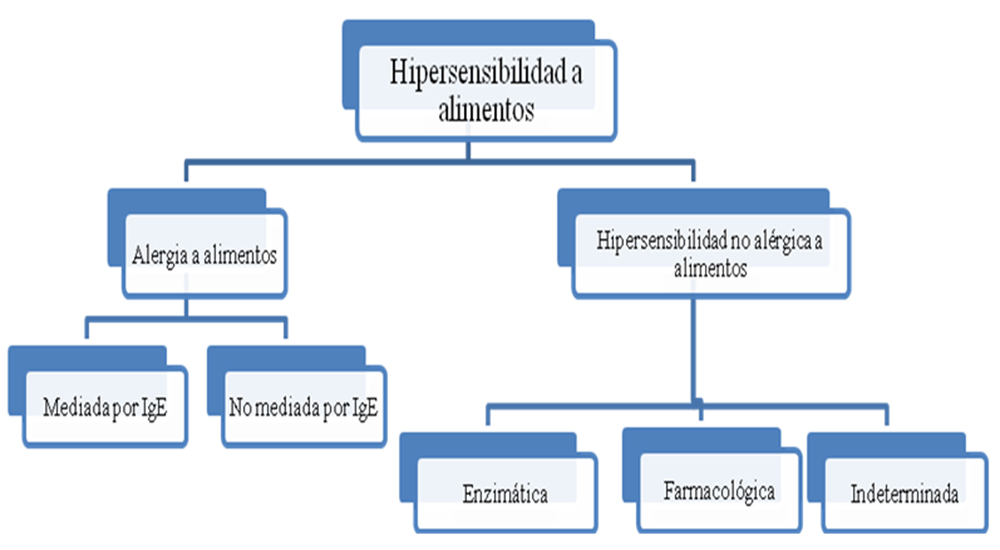 Hipersensibilidad a
alimentos
Alergia a alimentos
Hipersensibilidad no alérgica a
alimentos
Mediada por IgE
No mediada por IgE
Enzimática
Farmacológica
Indeterminada